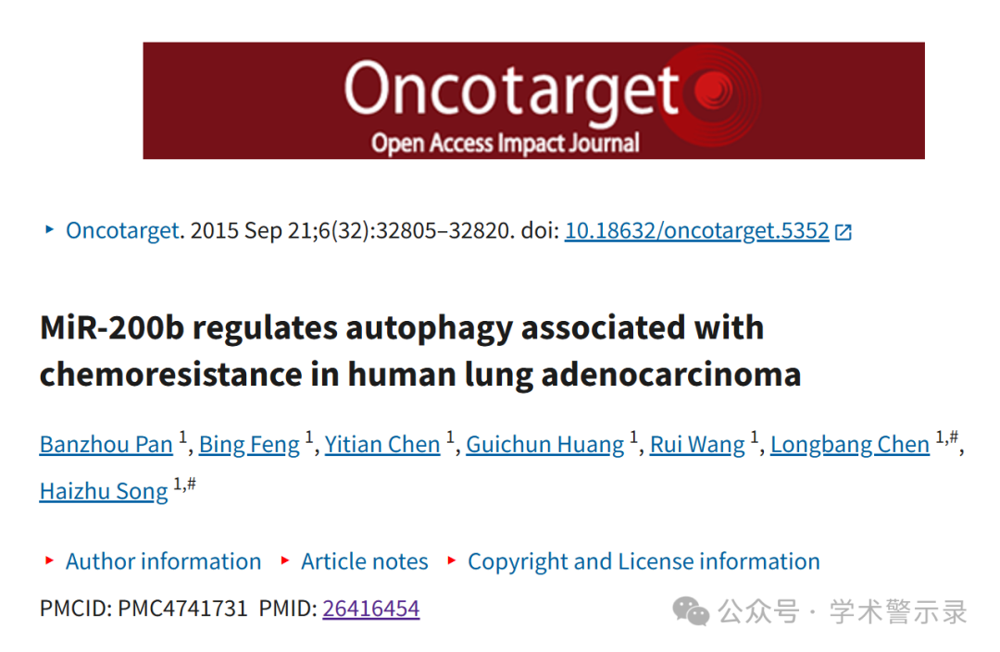 Oncotarget
Open Access Impact Journal
Oncotarget. 2015 Sep 21;6(32):32805–32820. doi: 10.18632/oncotarget.5352
MiR-200b regulates autophagy associated with
chemoresistance in human lung adenocarcinoma
Banzhou Pan 1, Bing Feng 1, Yitian Chen 1, Guichun Huang 1, Rui Wang 1, Longbang Chen 1,#,
Haizhu Song 1,#
Author information Article notes Copyright and License information
PMCID: PMC4741731 PMID: 26416454
公众号 · 学术警示录